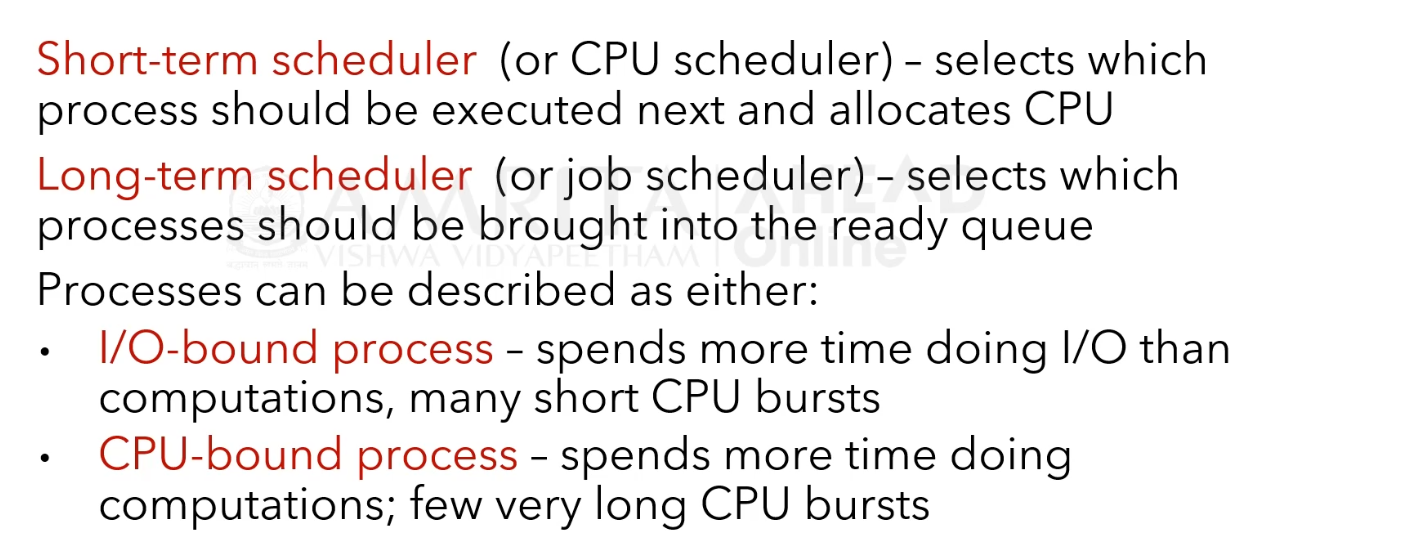 Short-term scheduler (or CPU scheduler) – selects which
process should be executed next and allocates CPU
Long-term scheduler (or job scheduler) – selects which
processes should be brought into the ready queue
AMRITA
VISHWA VIDYAPEETHAM
AHEAD
Online
Processes can be described as either:
• I/O-bound process – spends more time doing I/O than
computations, many short CPU bursts
• CPU-bound process – spends more time doing
computations; few very long CPU bursts